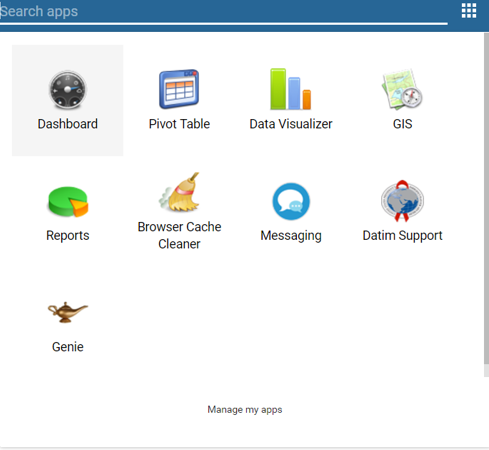 Search apps
Dashboard
Pivot Table
Data Visualizer
GIS
Reports
Browser Cache
Cleaner
Messaging
Datim Support
Genie
Manage my apps